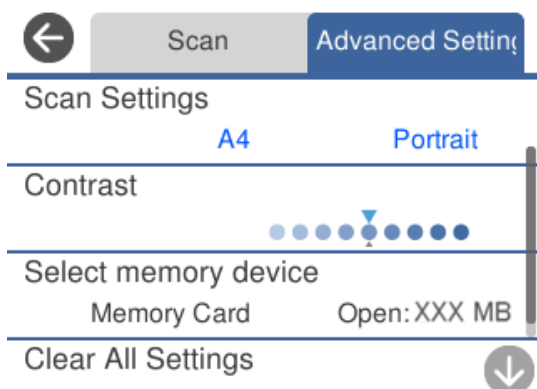 Scan Advanced Setting
Scan Settings
A4 Portrait
Contrast
Select memory device
Memory Card Open: XXX MB
Clear All Settings